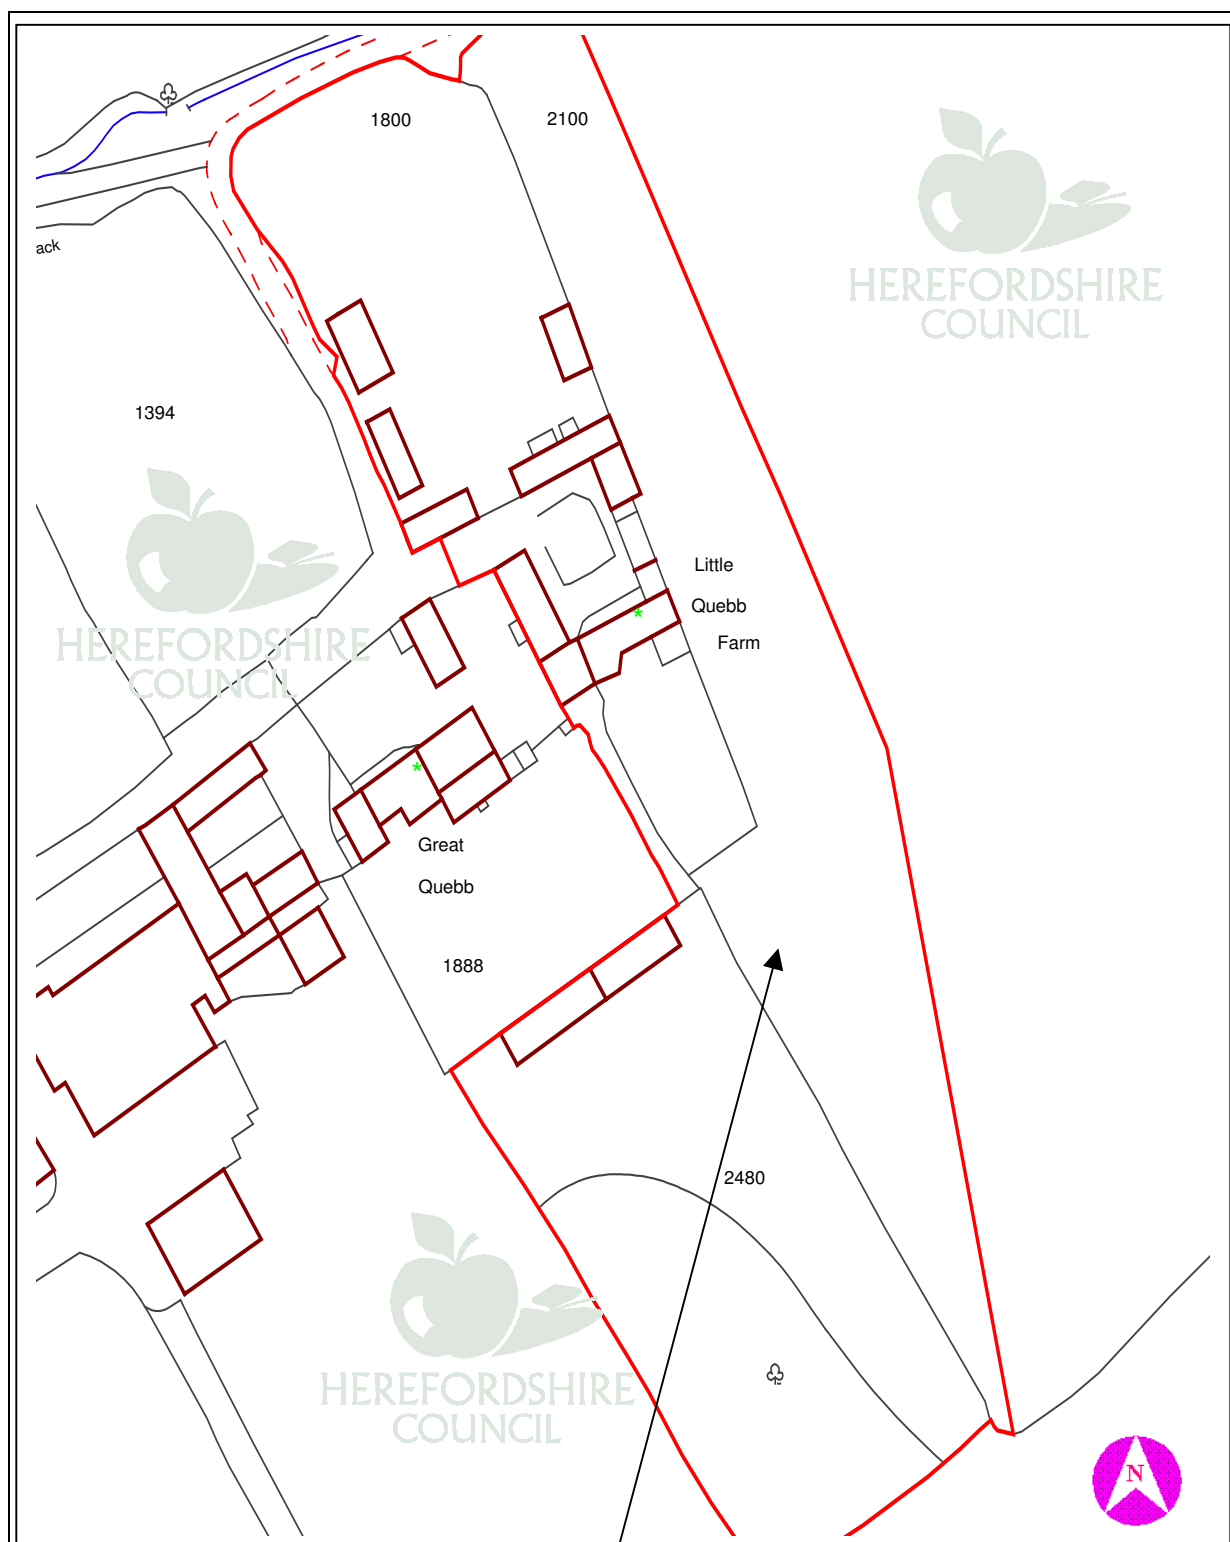 1800
2100
HEREFORDSHIRE
COUNCIL
ack
1394
HEREFORDSHIRE
COUNCIL
Little
Quebb
Farm
Great
Quebb
1888
2480
HEREFORDSHIRE
COUNCIL
N